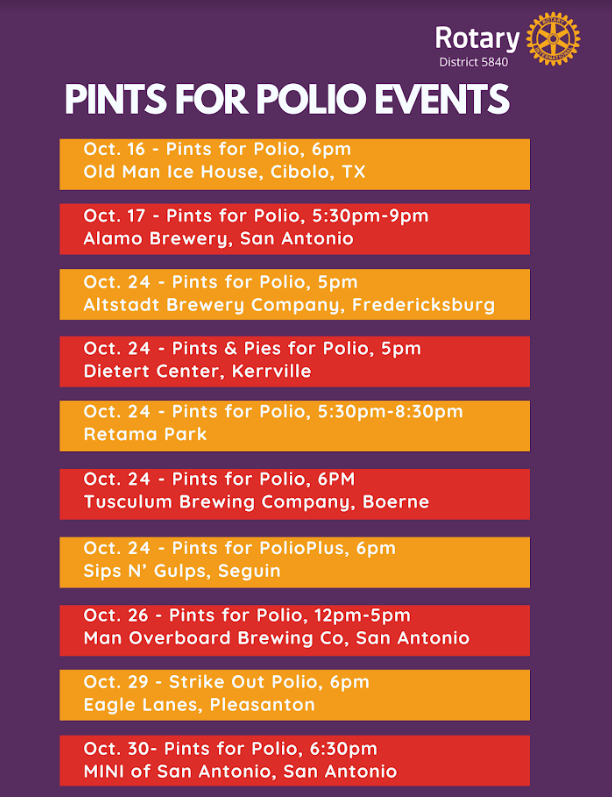 Rotary
District 5840
PINTS FOR POLIO EVENTS
Oct. 16 - Pints for Polio, 6pm
Old Man Ice House, Cibolo, TX
Oct. 17 - Pints for Polio, 5:30pm-9pm
Alamo Brewery, San Antonio
Oct. 24 - Pints for Polio, 5pm
Altstadt Brewery Company, Fredericksburg
Oct. 24 - Pints & Pies for Polio, 5pm
Dietert Center, Kerrville
Oct. 24 - Pints for Polio, 5:30pm-8:30pm
Retama Park
Oct. 24 - Pints for Polio, 6PM
Tusculum Brewing Company, Boerne
Oct. 24 - Pints for PolioPlus, 6pm
Sips N’ Gulps, Seguin
Oct. 26 - Pints for Polio, 12pm-5pm
Man Overboard Brewing Co, San Antonio
Oct. 29 - Strike Out Polio, 6pm
Eagle Lanes, Pleasanton
Oct. 30- Pints for Polio, 6:30pm
MINI of San Antonio, San Antonio